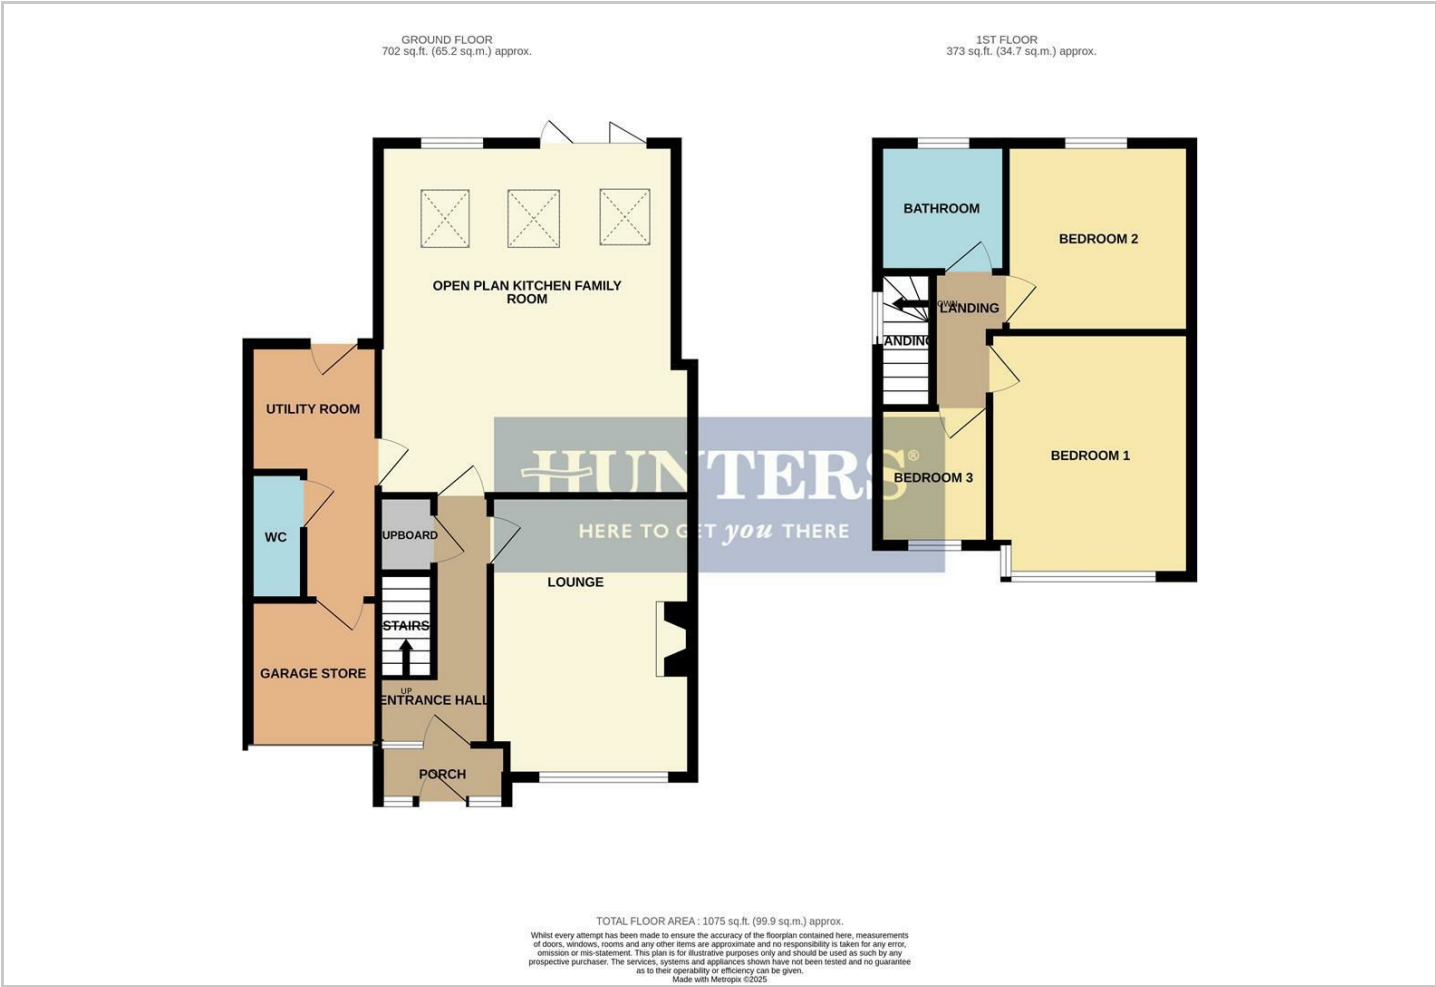 GROUND FLOOR
702 sq.ft. (65.2 sq.m.) approx.
1ST FLOOR
373 sq.ft. (34.7 sq.m.) approx.
OPEN PLAN KITCHEN FAMILY
ROOM
UTILITY ROOM
WC
GARAGE STORE
UPBOARD
STAIRS
UP
ENTRANCE HALL
PORCH
LOUNGE
BATHROOM
BEDROOM 2
OWN
LANDING
LANDING
BEDROOM 1
BEDROOM 3
HUNTERS®
HERE TO GET you THERE
TOTAL FLOOR AREA : 1075 sq.ft. (99.9 sq.m.) approx.
Whilst every attempt has been made to ensure the accuracy of the floorplan contained here, measurements
of doors, windows, rooms and any other items are approximate and no responsibility is taken for any error,
omission or mis-statement. This plan is for illustrative purposes only and should be used as such by any
prospective purchaser. The services, systems and appliances shown have not been tested and no guarantee
as to their operability or efficiency can be given.
Made with Metropix ©2025